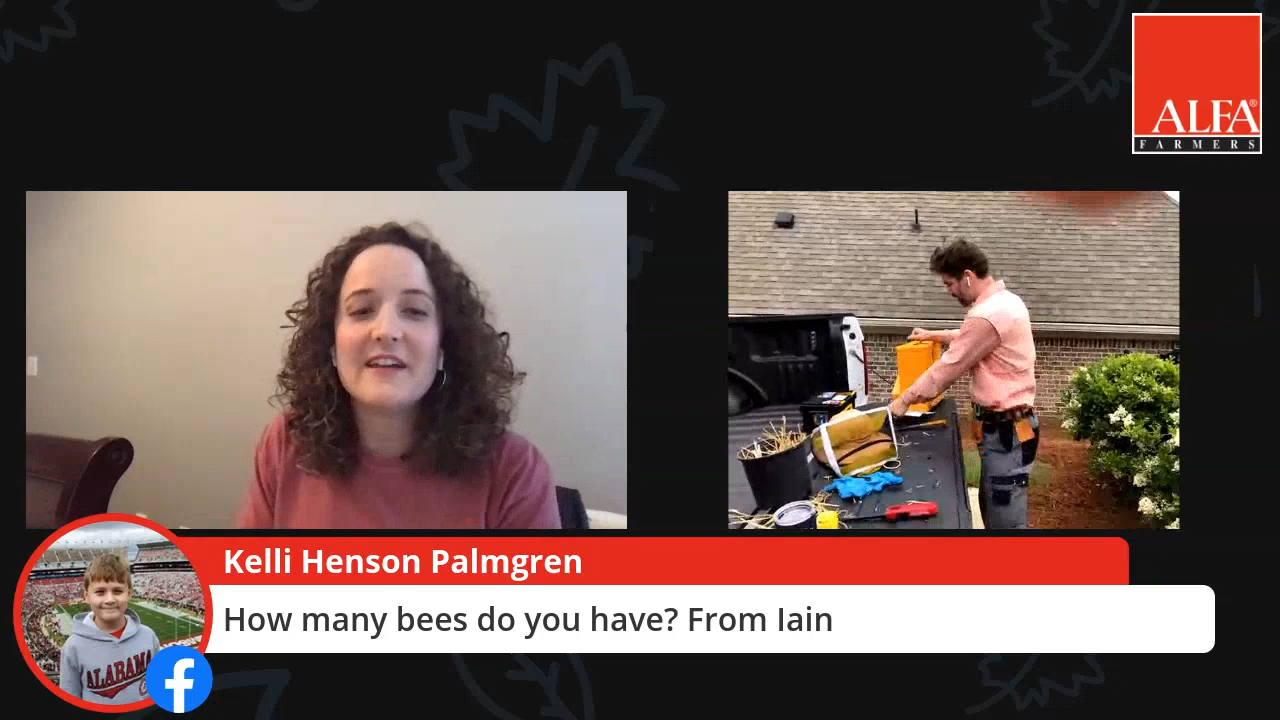 ALFA®
FARMERS
Kelli Henson Palmgren
How many bees do you have? From Iain
ALABAMA